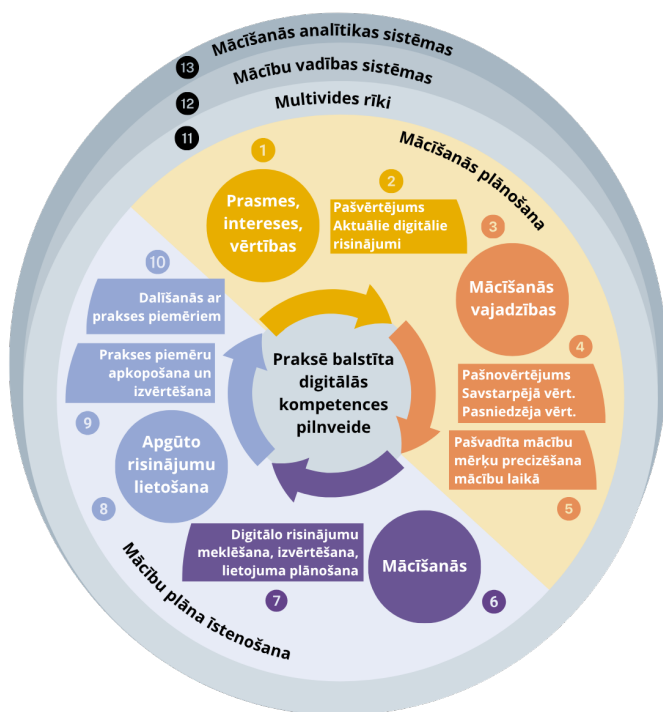 Mācīšanās analītikas sistēmas
13
Mācību vadības sistēmas
12
Multivides rīki
11
Mācīšanās plānošana
1
Prasmes,
intereses,
vērtības
2
Pašvērtējums
Aktuālie digitālie
risinājumi
3
Mācīšanās
vajadzības
4
Pašnovērtējums
Savstarpējā vērt.
Pasniedzēja vērt.
Pašvadīta mācību
mērķu precizēšana
mācību laikā
5
Mācīšanās
6
Digitālo risinājumu
meklēšana, izvērtēšana,
lietojuma plānošana
7
Apgūto
risinājumu
lietošana
8
Prakses piemēru
apkopošana un
izvērtēšana
9
10
Dalīšanās ar
prakses piemēriem
Praksē balstīta
digitālās
kompetences
pilnveide
Mācību plāna īstenošana